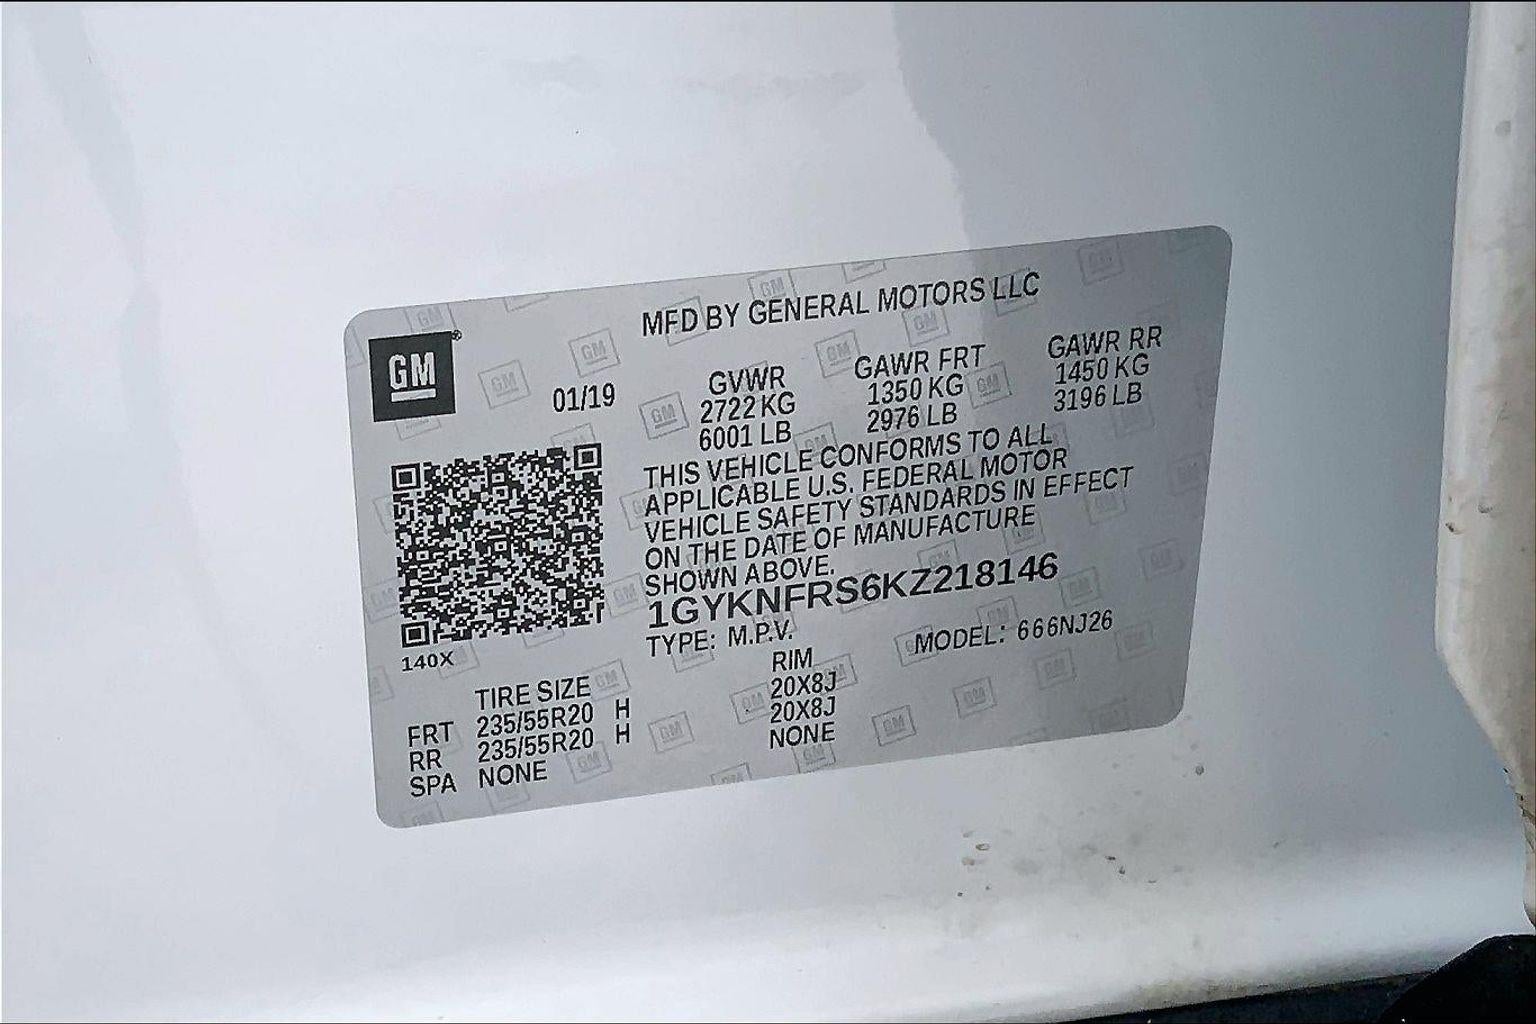 MFD BY GENERAL MOTORS LLC
GM®
01/19
GVWR GAWR FRT GAWR RR
2722 KG 1350 KG 1450 KG
6001 LB 2976 LB 3196 LB
THIS VEHICLE CONFORMS TO ALL
APPLICABLE U.S. FEDERAL MOTOR
VEHICLE SAFETY STANDARDS IN EFFECT
ON THE DATE OF MANUFACTURE
SHOWN ABOVE.
1GYKNFRS6KZ218146
TYPE: M.P.V. MODEL: 666NJ26
140X
TIRE SIZE RIM
FRT 235/55R20 H 20X8J
RR 235/55R20 H 20X8J
SPA NONE NONE